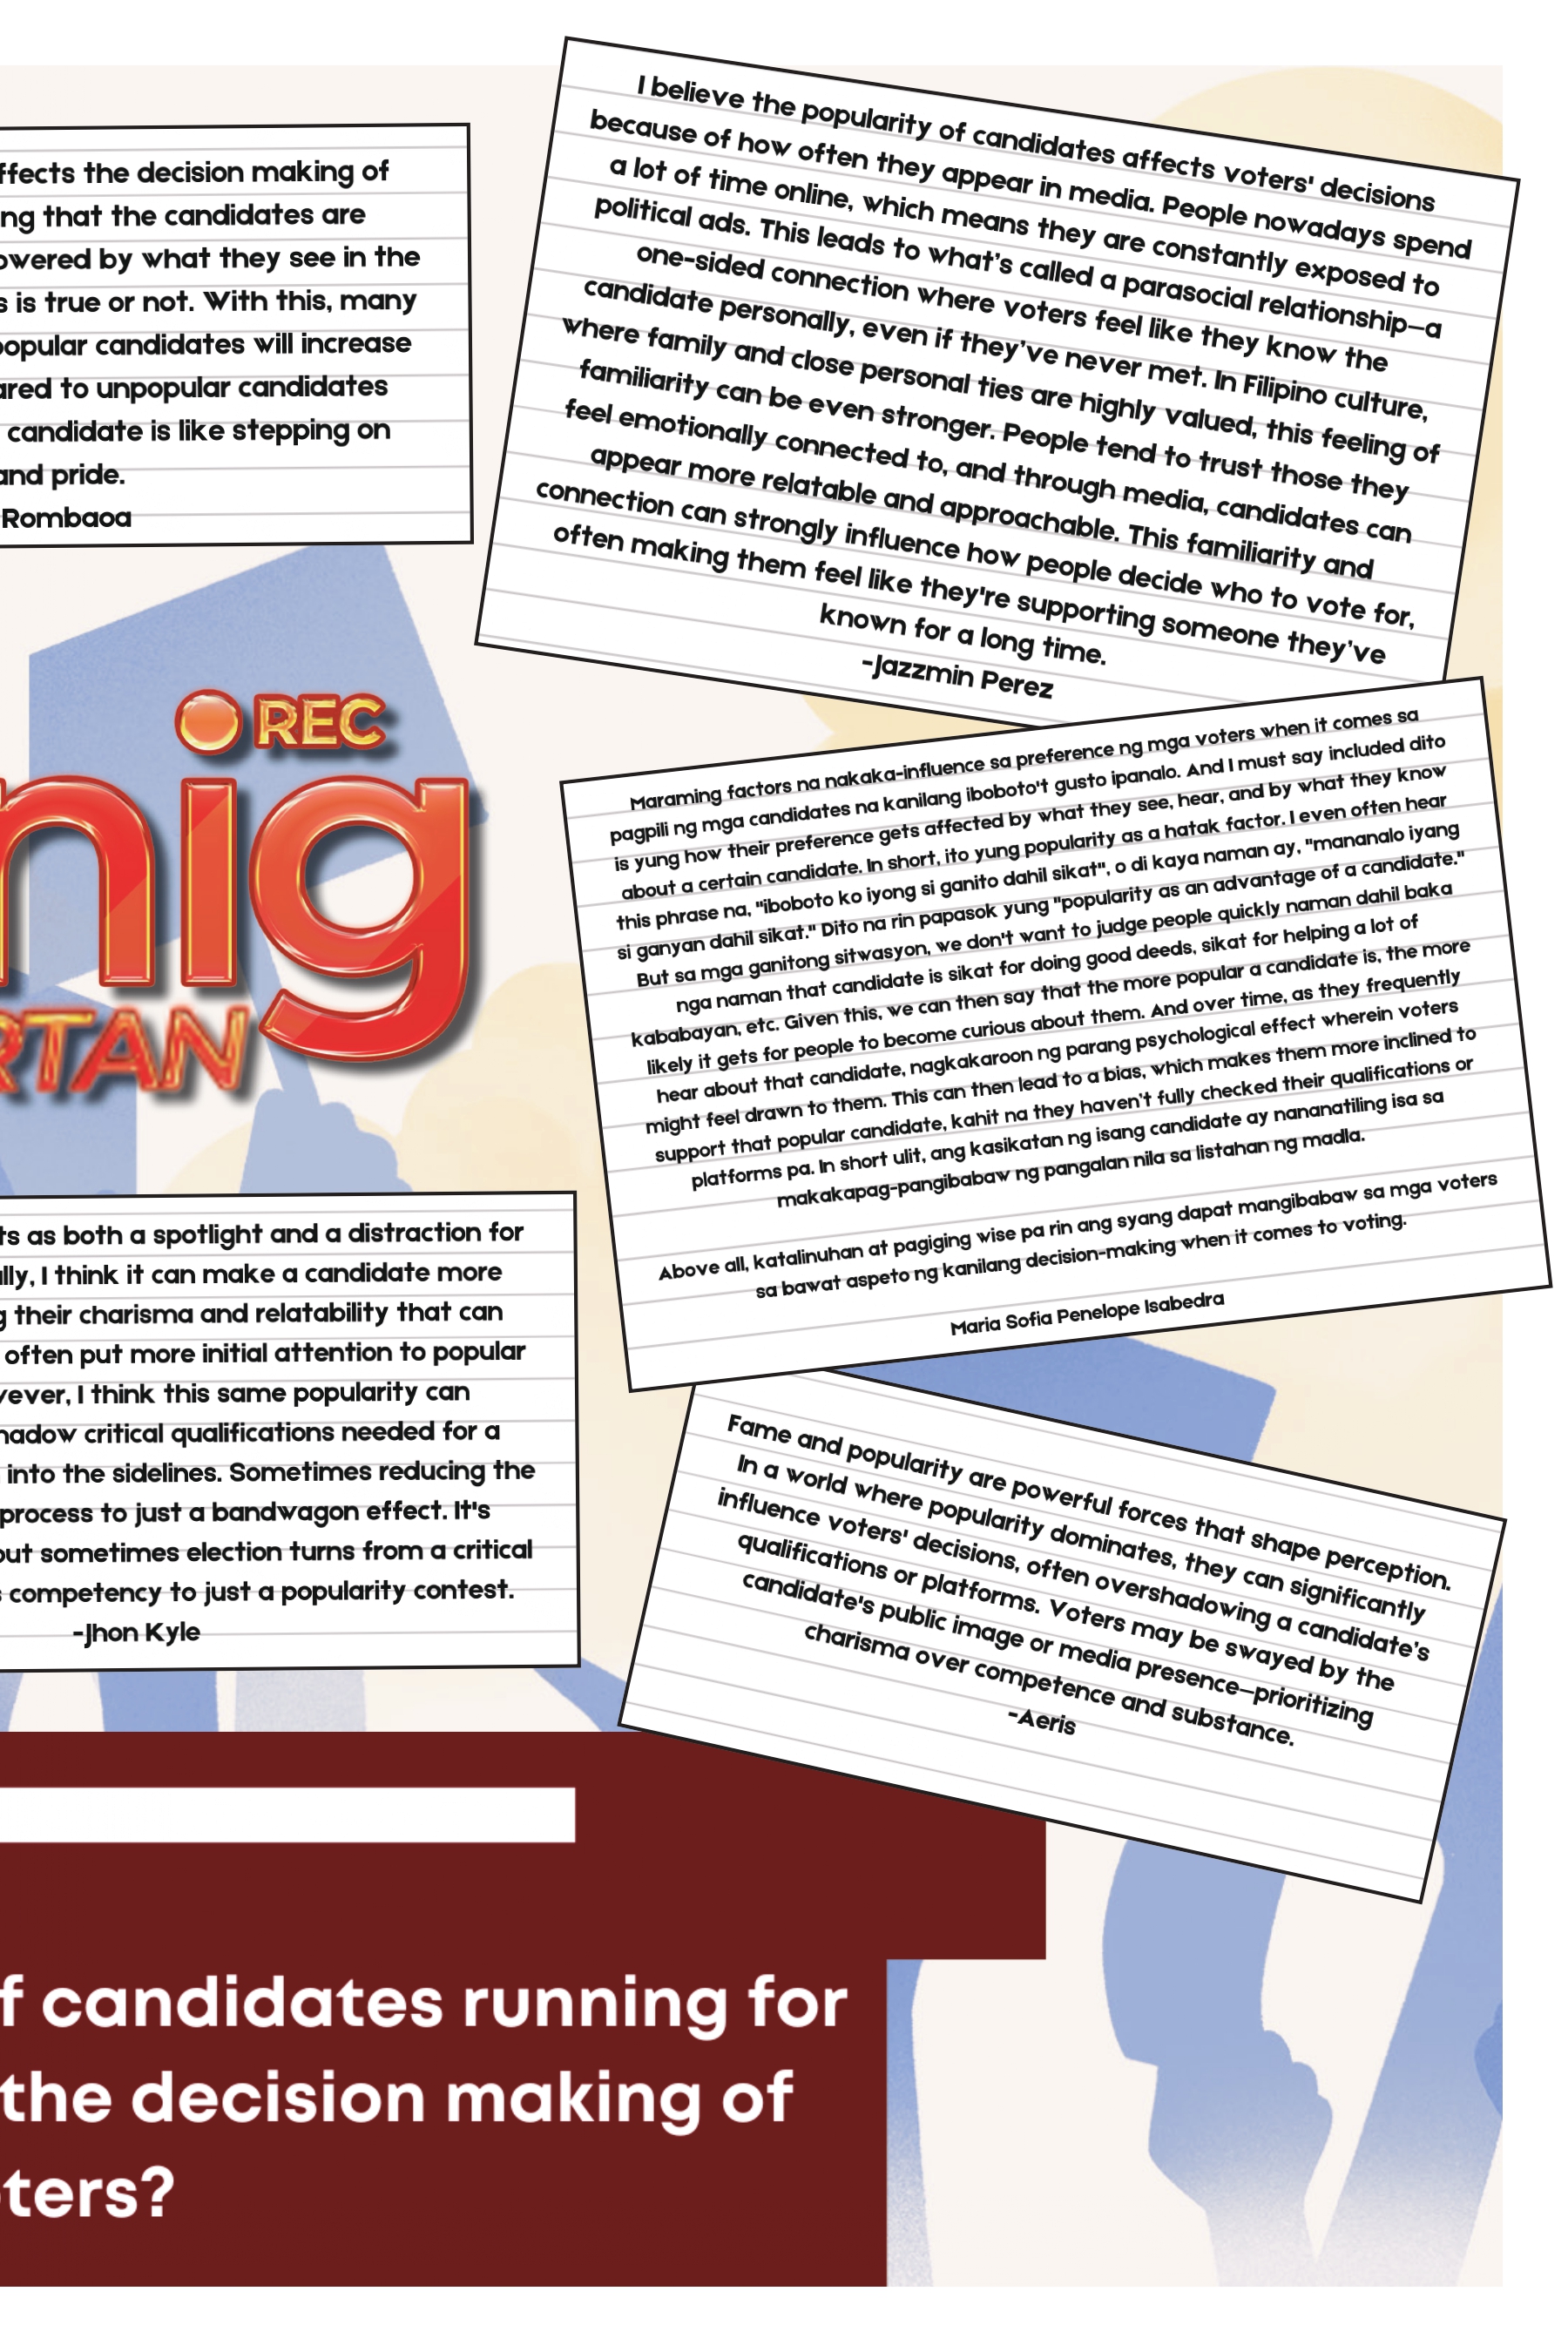 ffects the decision making of
ng that the candidates are
owered by what they see in the
s is true or not. With this, many
popular candidates will increase
ared to unpopular candidates
candidate is like stepping on
and pride.
Rombaoa
I believe the popularity of candidates affects voters' decisions
because of how often they appear in media. People nowadays spend
a lot of time online, which means they are constantly exposed to
political ads. This leads to what's called a parasocial relationship—a
one-sided connection where voters feel like they know the
candidate personally, even if they've never met. In Filipino culture,
where family and close personal ties are highly valued, this feeling of
familiarity can be even stronger. People tend to trust those they
feel emotionally connected to, and through media, candidates can
appear more relatable and approachable. This familiarity and
connection can strongly influence how people decide who to vote for,
often making them feel like they're supporting someone they've
known for a long time.
-Jazzmin Perez
REC
nig
RTAN
Maraming factors na nakaka-influence sa preference ng mga voters when it comes sa
pagpili ng mga candidates na kanilang iboboto't gusto ipanalo. And I must say included dito
is yung how their preference gets affected by what they see, hear, and by what they know
about a certain candidate. In short, ito yung popularity as a hatak factor. I even often hear
this phrase na, "iboboto ko iyong si ganito dahil sikat", o di kaya naman ay, "mananalo iyang
si ganyan dahil sikat." Dito na rin papasok yung "popularity as an advantage of a candidate."
But sa mga ganitong sitwasyon, we don't want to judge people quickly naman dahil baka
nga naman that candidate is sikat for doing good deeds, sikat for helping a lot of
kababayan, etc. Given this, we can then say that the more popular a candidate is, the more
likely it gets for people to become curious about them. And over time, as they frequently
hear about that candidate, nagkakaroon ng parang psychological effect wherein voters
might feel drawn to them. This can then lead to a bias, which makes them more inclined to
support that popular candidate, kahit na they haven't fully checked their qualifications or
platforms pa. In short ulit, ang kasikatan ng isang candidate ay nananatiling isa sa
makakapag-pangibabaw ng pangalan nila sa listahan ng madla.
Above all, katalinuhan at pagiging wise pa rin ang syang dapat mangibabaw sa mga voters
sa bawat aspeto ng kanilang decision-making when it comes to voting.
Maria Sofia Penelope Isabedra
ts as both a spotlight and a distraction for
lly, I think it can make a candidate more
g their charisma and relatability that can
often put more initial attention to popular
vever, I think this same popularity can
hadow critical qualifications needed for a
into the sidelines. Sometimes reducing the
process to just a bandwagon effect. It's
out sometimes election turns from a critical
s competency to just a popularity contest.
-Jhon Kyle
Fame and popularity are powerful forces that shape perception.
In a world where popularity dominates, they can significantly
influence voters' decisions, often overshadowing a candidate's
qualifications or platforms. Voters may be swayed by the
candidate's public image or media presence—prioritizing
charisma over competence and substance.
-Aeris
f candidates running for
the decision making of
ters?